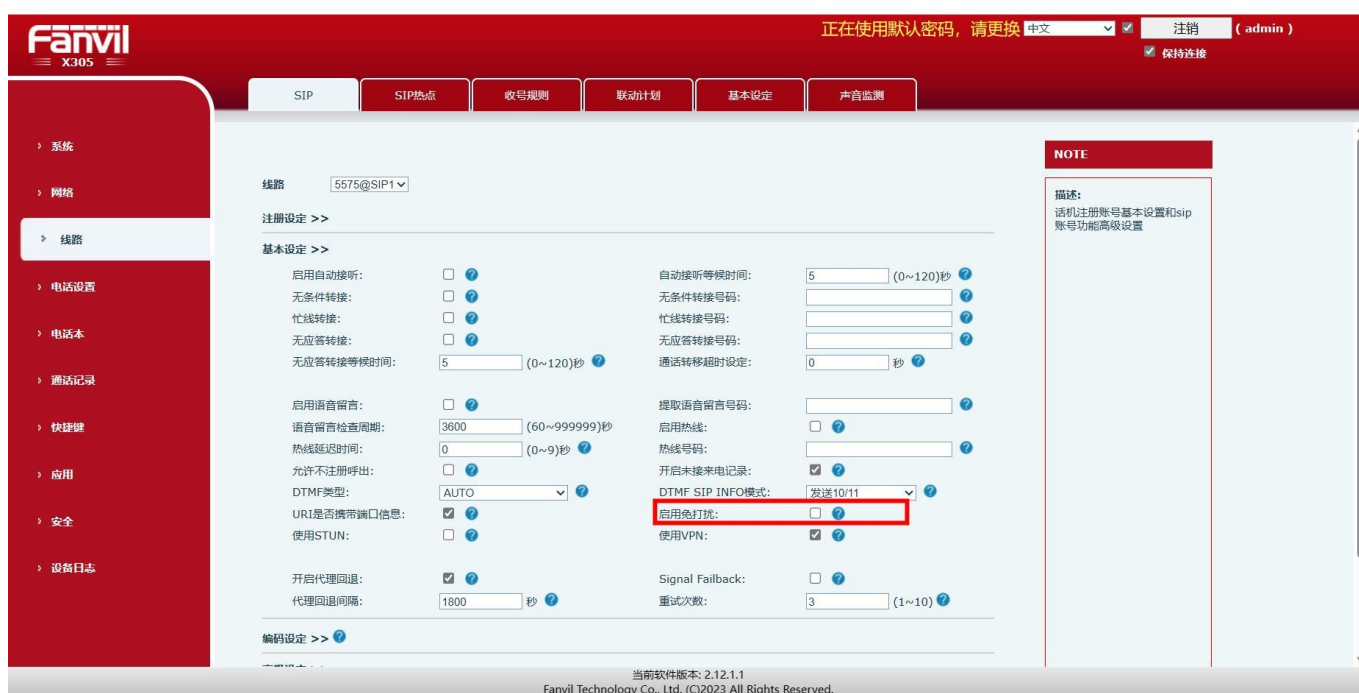 Fanvil
X305
正在使用默认密码，请更换 中文 注销 ( admin )
保持连接
SIP SIP热点 收号规则 联动计划 基本设定 声音监测
› 系统
› 网络
› 线路
› 电话设置
› 电话本
› 通话记录
› 快捷键
› 应用
› 安全
› 设备日志
线路 5575@SIP1
注册设定 >>
基本设定 >>
启用自动接听: 自动接听等候时间: 5 (0~120)秒
无条件转接: 无条件转接号码:
忙线转接: 忙线转接号码:
无应答转接: 无应答转接号码:
无应答转接等候时间: 5 (0~120)秒 通话转移超时设定: 0 秒
启用语音留言: 提取语音留言号码:
语音留言检查周期: 3600 (60~999999)秒 启用热线:
热线延迟时间: 0 (0~9)秒 热线号码:
允许不注册呼出: 开启未接来电记录:
DTMF类型: AUTO DTMF SIP INFO模式: 发送10/11
URI是否携带端口信息: 启用免打扰:
使用STUN: 使用VPN:
开启代理回退: Signal Failback:
代理回退间隔: 1800 秒 重试次数: 3 (1~10)
编码设定 >>
NOTE
描述:
话机注册账号基本设置和sip
账号功能高级设置
当前软件版本: 2.12.1.1
Fanvil Technology Co., Ltd. (C)2023 All Rights Reserved.